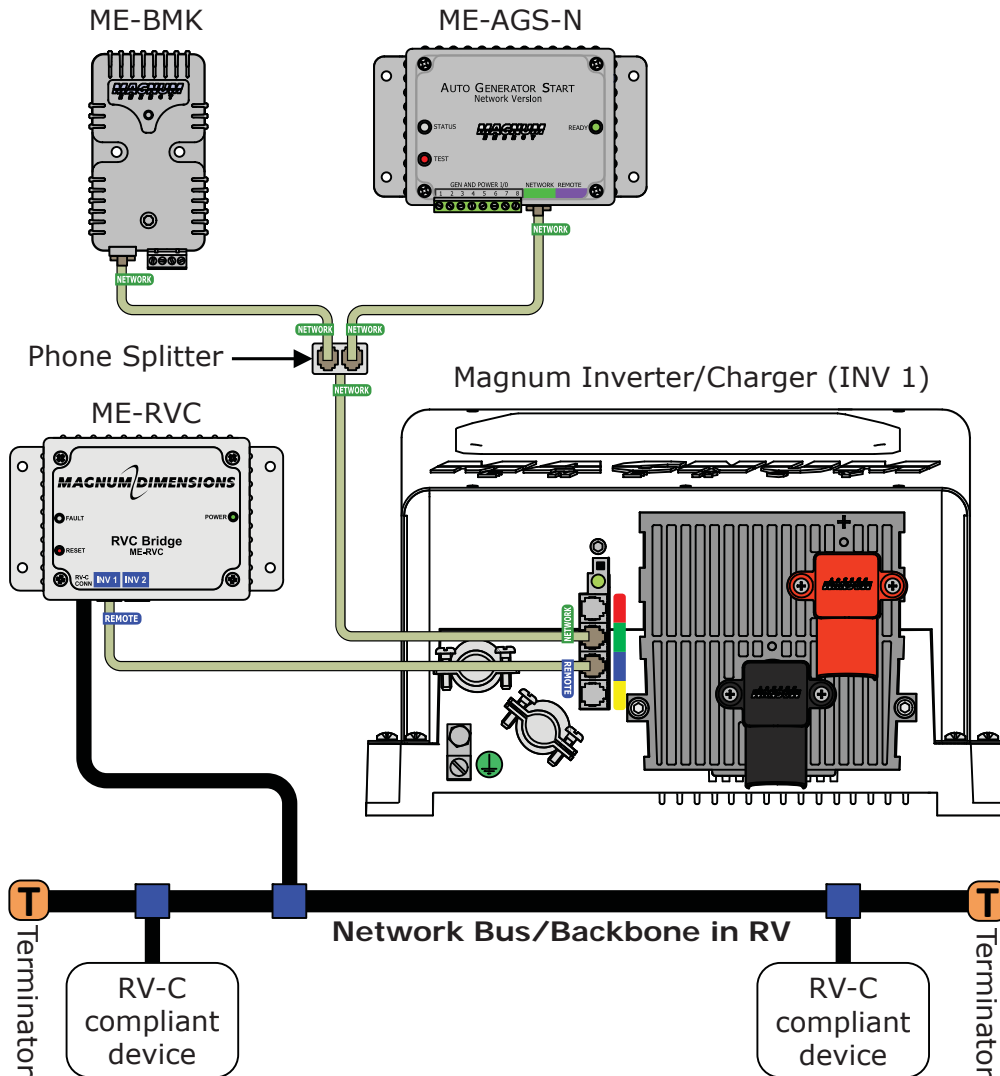 ME-BMK
ME-AGS-N
MAGNUM
AUTO GENERATOR START
Network Version
STATUS
MAGNUM
READY
TEST
GEN AND POWER I/O
NETWORK
REMOTE
1 2 3 4 5 6 7 8
NETWORK
NETWORK
NETWORK
NETWORK
Phone Splitter
NETWORK
Magnum Inverter/Charger (INV 1)
ME-RVC
MAGNUM DIMENSIONS
FAULT
POWER
RVC Bridge
ME-RVC
RESET
RV-C
CONN
INV 1
INV 2
REMOTE
NETWORK
REMOTE
+
T
T
Terminator
Network Bus/Backbone in RV
Terminator
RV-C
compliant
device
RV-C
compliant
device